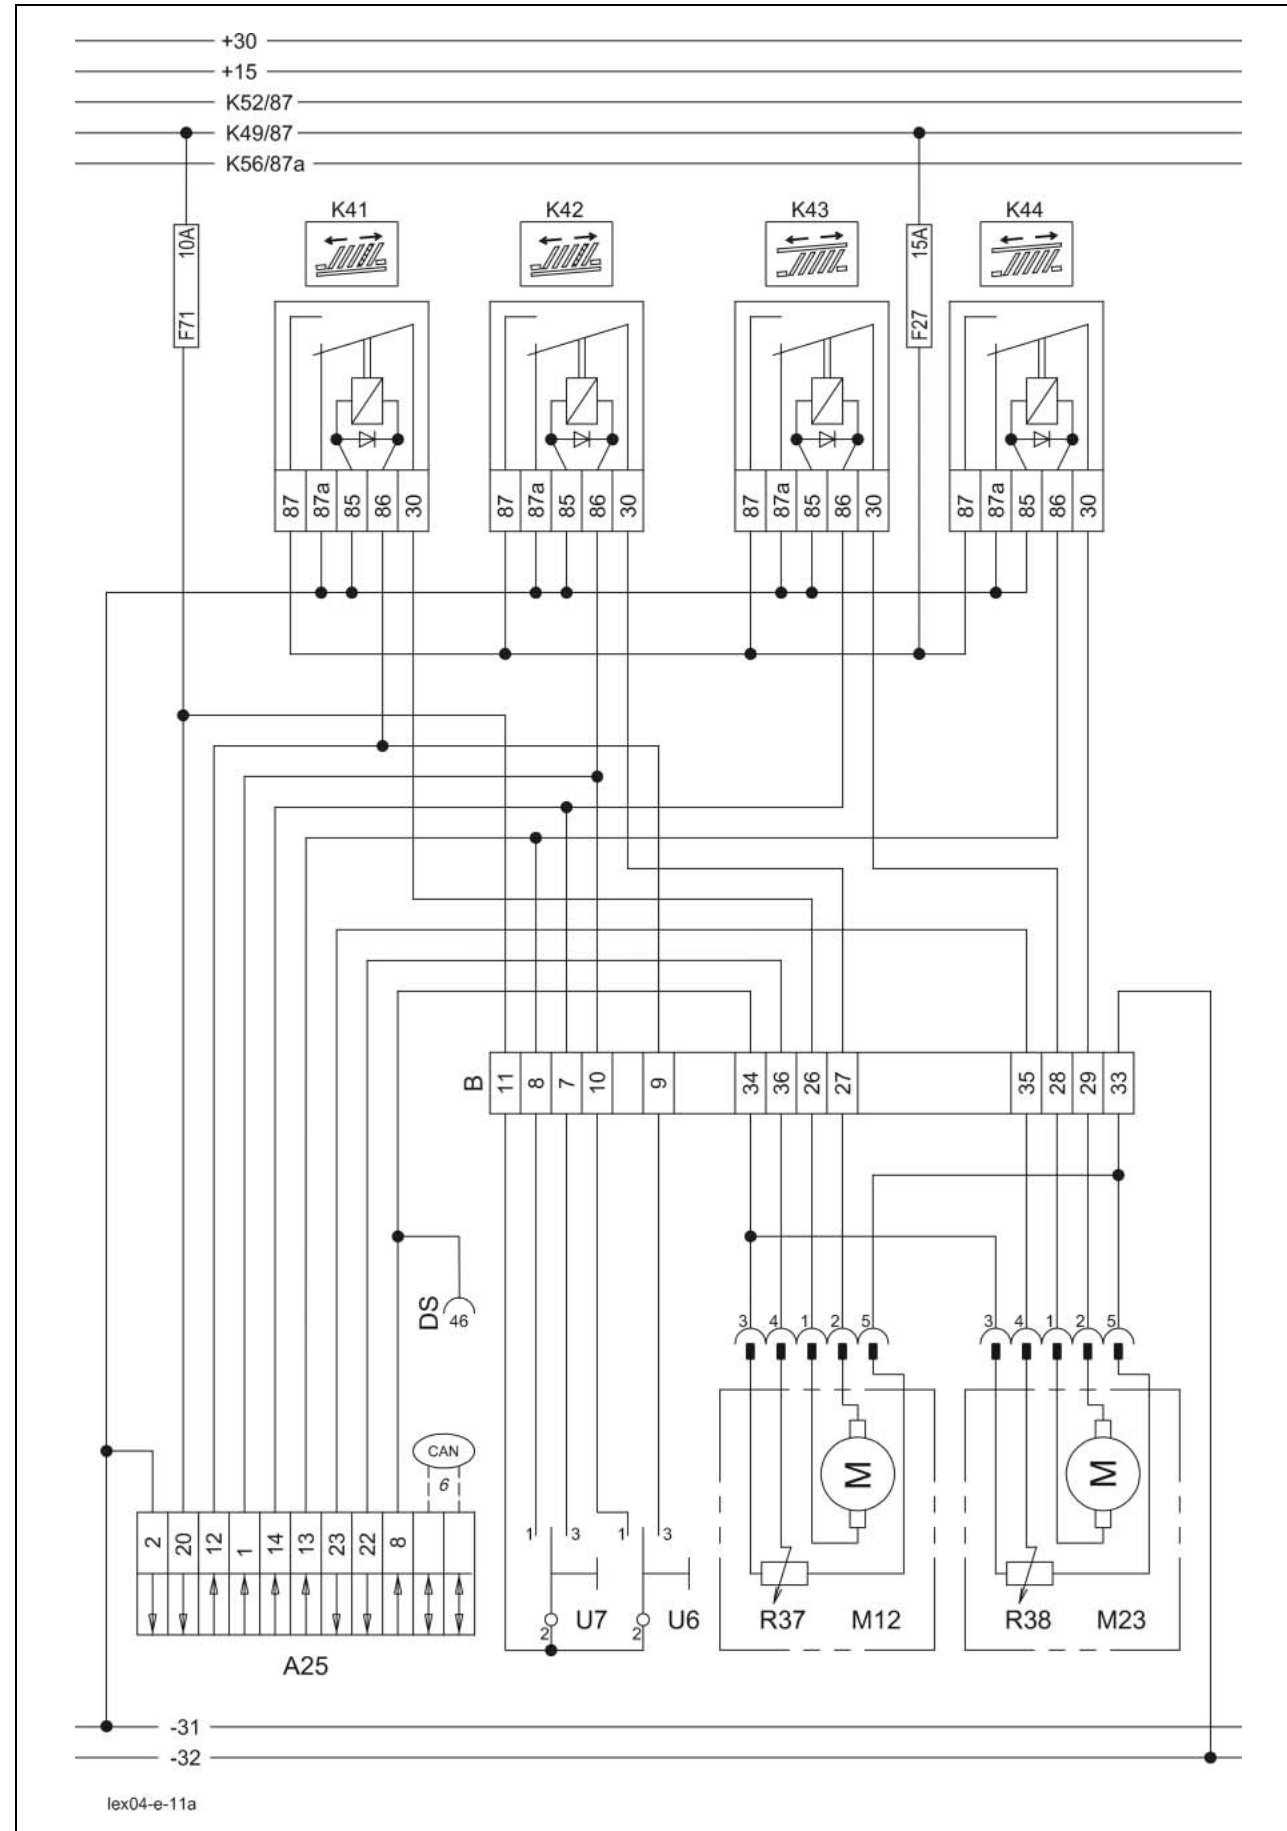 +30
+15
K52/87
K49/87
K56/87a
K41 K42 K43 K44
10A F71
15A F27
87 87a 85 86 30
87 87a 85 86 30
87 87a 85 86 30
87 87a 85 86 30
B 11 8 7 10 9 34 36 26 27 35 28 29 33
DS 46
3 4 1 2 5
3 4 1 2 5
CAN
6
M M
2 20 12 1 14 13 23 22 8
1 3 1 3
2 U7 2 U6
R37 M12 R38 M23
A25
-31
-32
lex04-e-11a